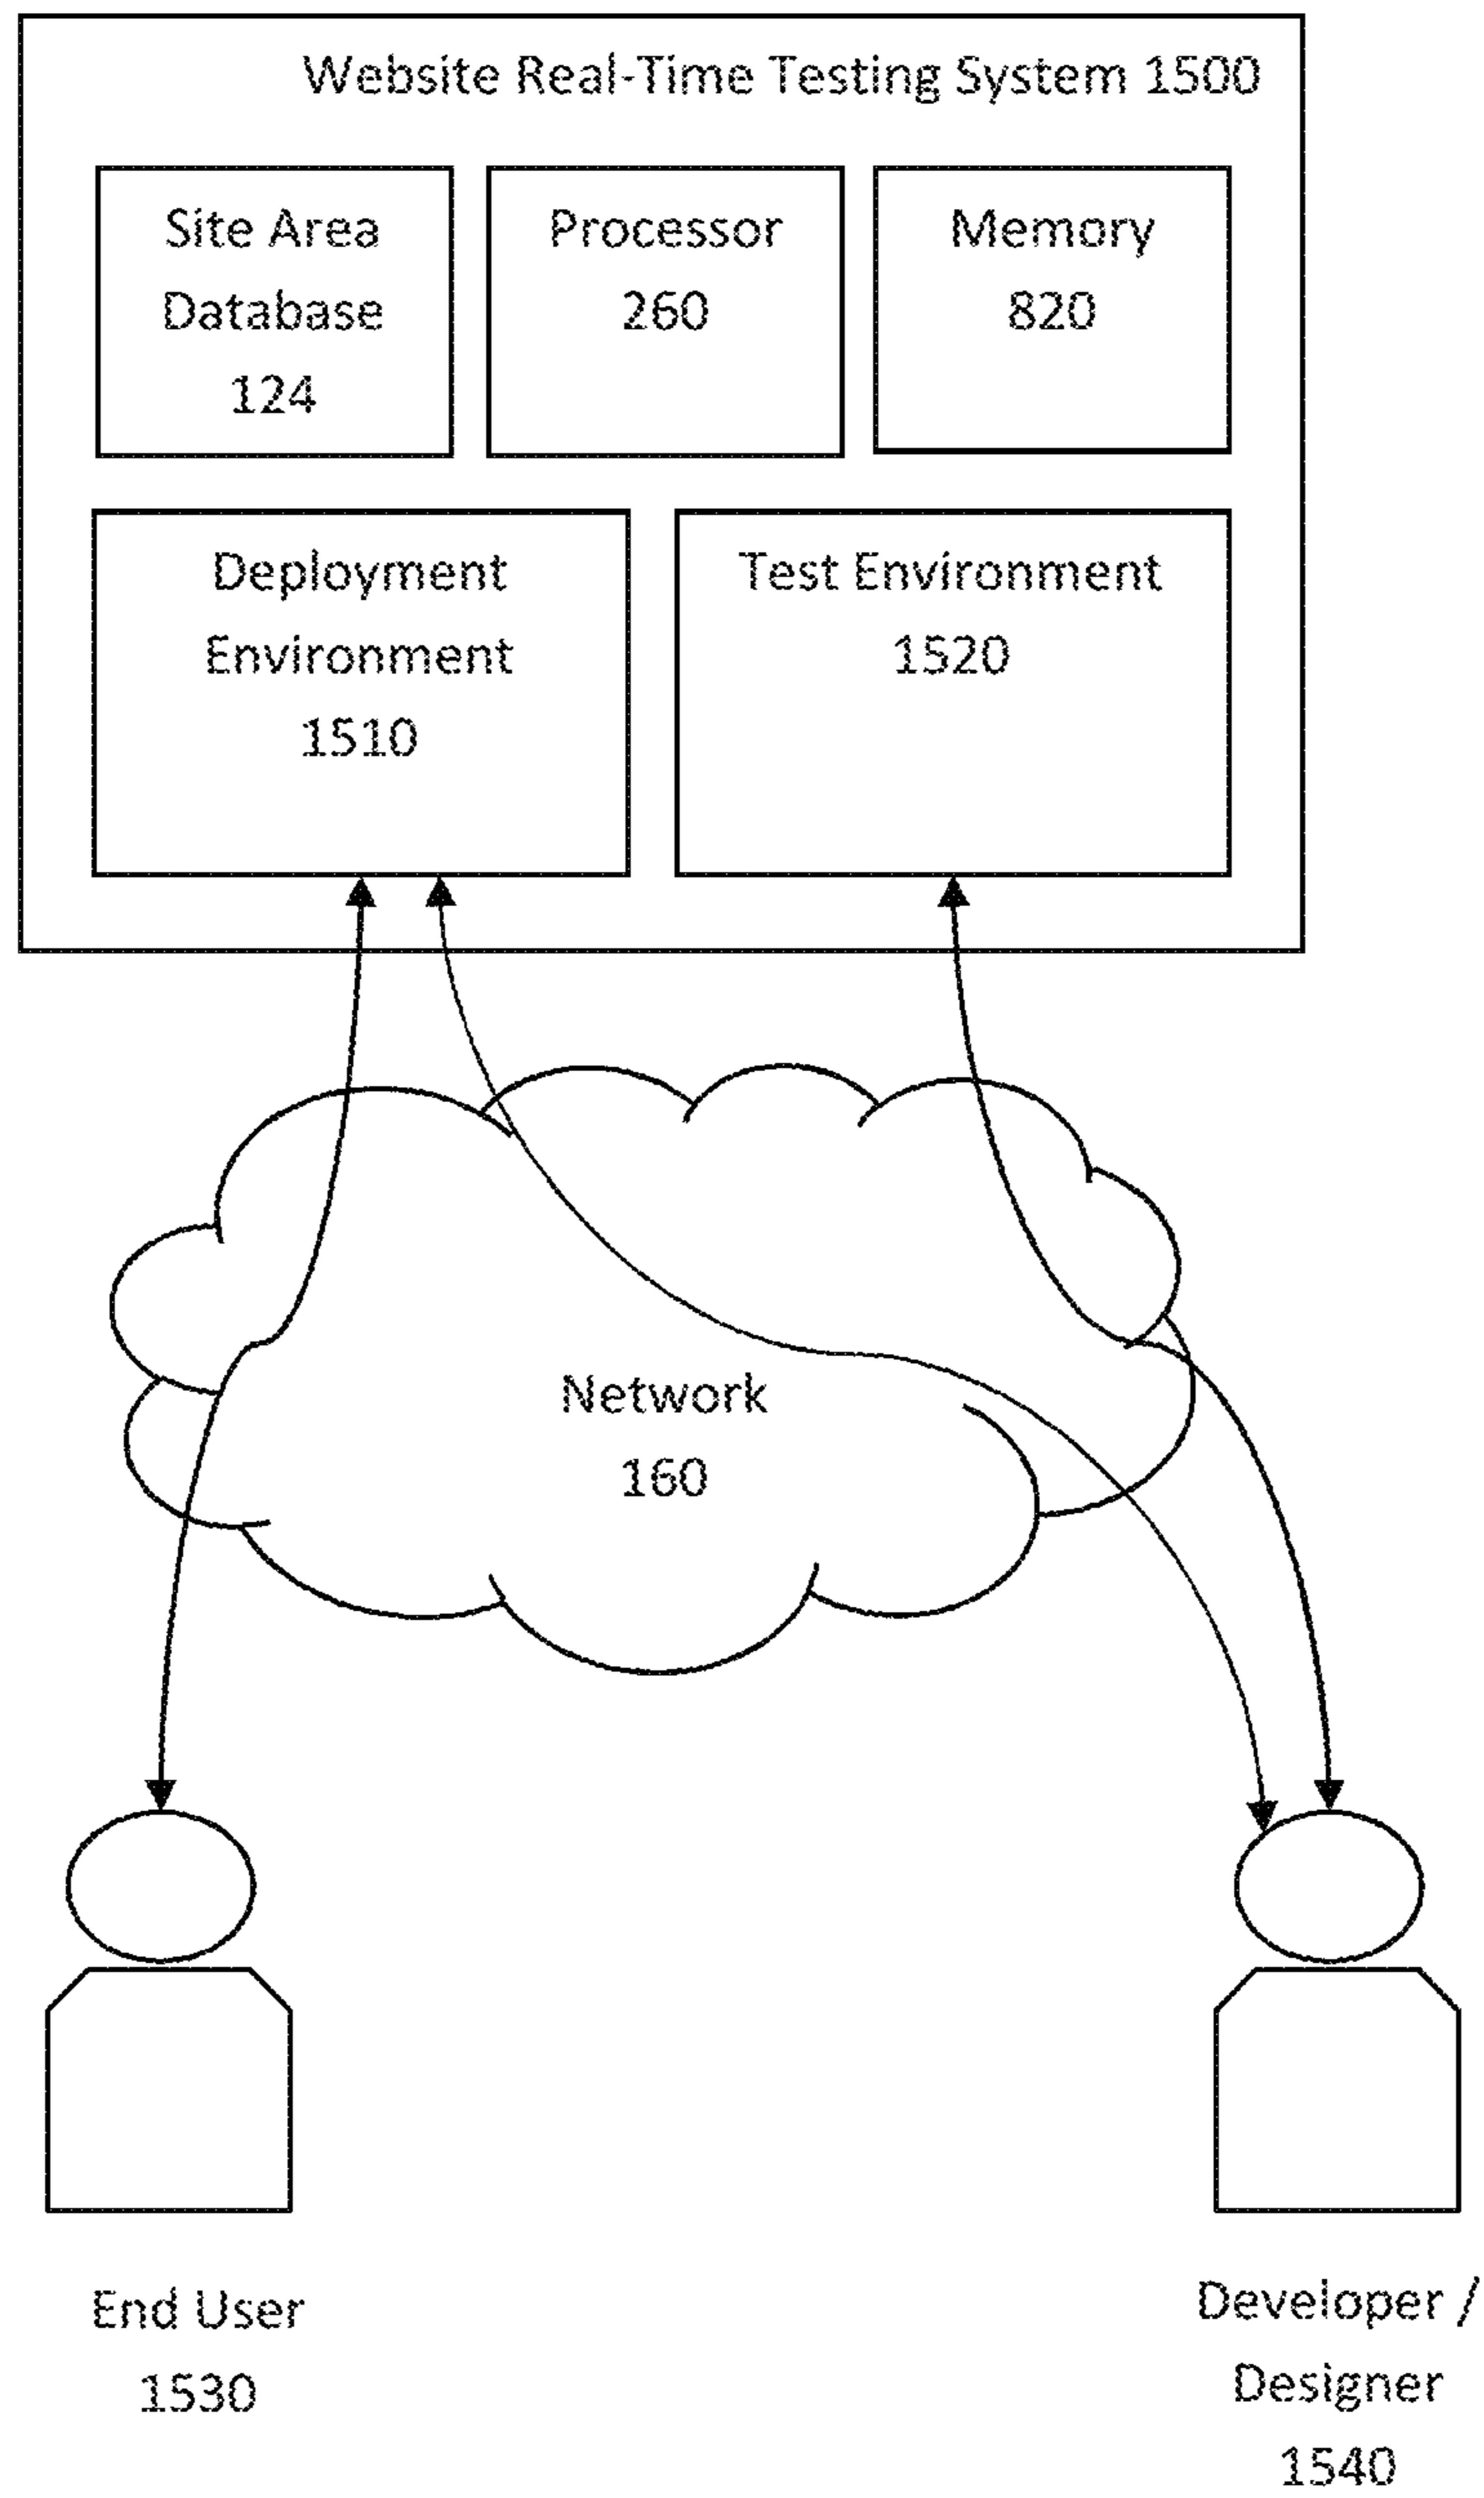 Website Real-Time Testing System 1500
Site Area
Database
124
Processor
260
Memory
820
Deployment
Environment
1510
Test Environment
1520
Network
160
End User
1530
Developer /
Designer
1540